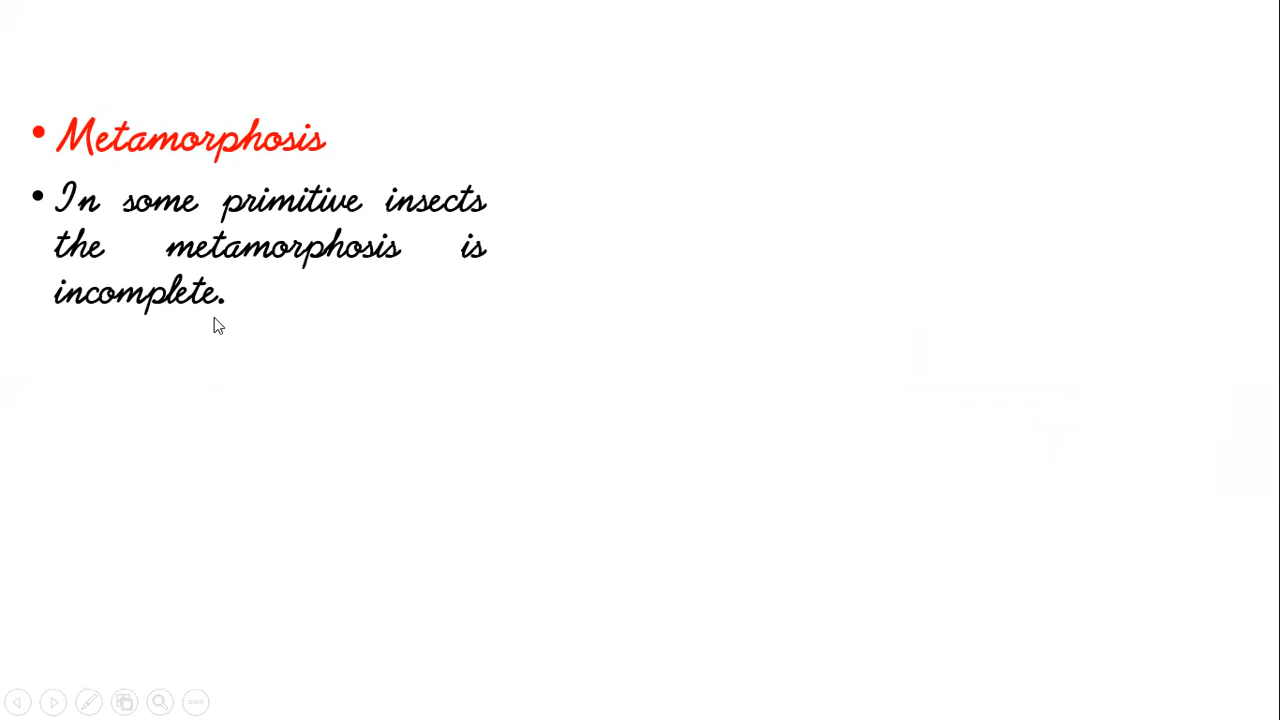 • Metamorphosis
• In some primitive insects
the metamorphosis is
incomplete.